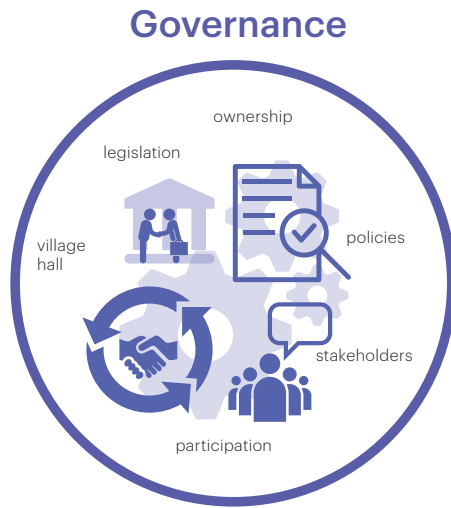 Governance
ownership
legislation
village
hall
policies
stakeholders
participation